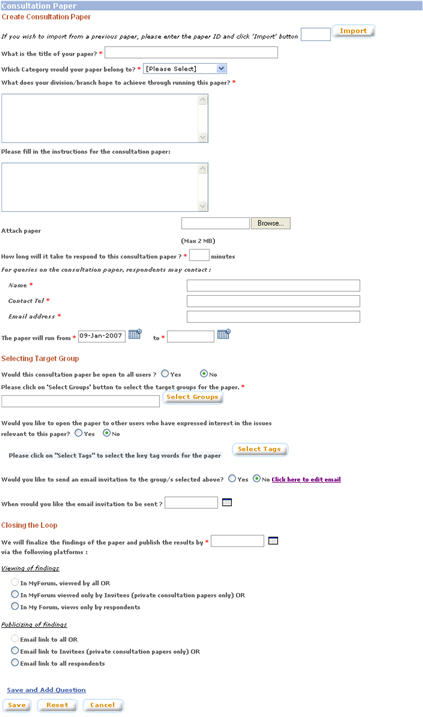 Consultation Paper
Create Consultation Paper
If you wish to import from a previous paper, please enter the paper ID and click 'Import' button Import
What is the title of your paper? *
Which Category would your paper belong to? * [Please Select]
What does your division/branch hope to achieve through running this paper? *
Please fill in the instructions for the consultation paper:
Attach paper Browse...
(Max 2 MB)
How long will it take to respond to this consultation paper ? * minutes
For queries on the consultation paper, respondents may contact :
Name *
Contact Tel *
Email address *
The paper will run from * 09-Jan-2007 to *
Selecting Target Group
Would this consultation paper be open to all users ? Yes No
Please click on 'Select Groups' button to select the target groups for the paper. *
Select Groups
Would you like to open the paper to other users who have expressed interest in the issues
relevant to this paper? Yes No
Please click on "Select Tags" to select the key tag words for the paper Select Tags
Would you like to send an email invitation to the group/s selected above? Yes No Click here to edit email
When would you like the email invitation to be sent ?
Closing the Loop
We will finalize the findings of the paper and publish the results by *
via the following platforms :
Viewing of findings
In MyForum, viewed by all OR
In MyForum viewed only by Invitees (private consultation papers only) OR
In My Forum, views only by respondents
Publicizing of findings
Email link to all OR
Email link to Invitees (private consultation papers only) OR
Email link to all respondents
Save and Add Question
Save Reset Cancel